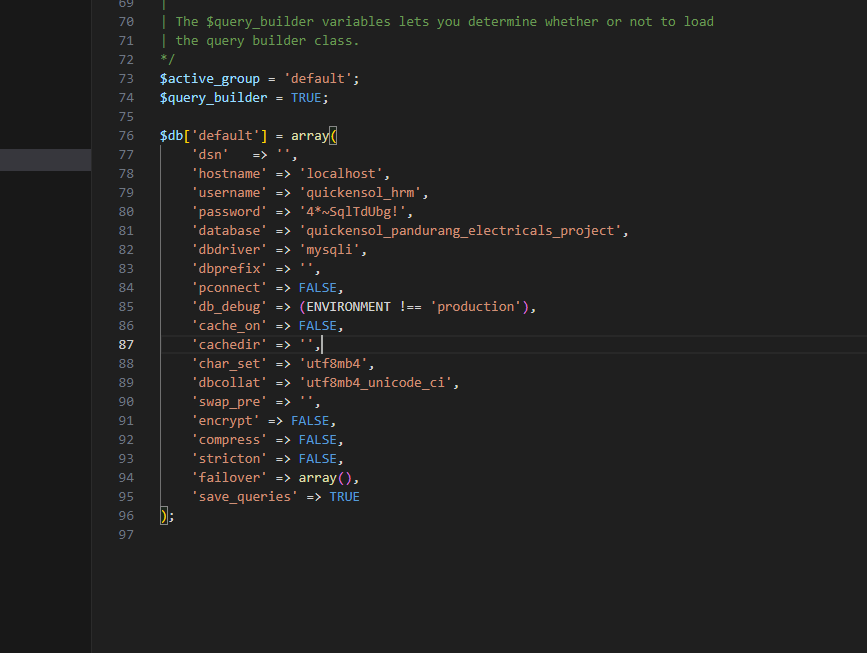 69 |
70 | The $query_builder variables lets you determine whether or not to load
71 | the query builder class.
72 */
73 $active_group = 'default';
74 $query_builder = TRUE;
75
76 $db['default'] = array(
77 'dsn'   => '',
78 'hostname' => 'localhost',
79 'username' => 'quickensol_hrm',
80 'password' => '4*~SqlTdUbg!',
81 'database' => 'quickensol_pandurang_electricals_project',
82 'dbdriver' => 'mysqli',
83 'dbprefix' => '',
84 'pconnect' => FALSE,
85 'db_debug' => (ENVIRONMENT !== 'production'),
86 'cache_on' => FALSE,
87 'cachedir' => '',
88 'char_set' => 'utf8mb4',
89 'dbcollat' => 'utf8mb4_unicode_ci',
90 'swap_pre' => '',
91 'encrypt' => FALSE,
92 'compress' => FALSE,
93 'stricton' => FALSE,
94 'failover' => array(),
95 'save_queries' => TRUE
96 );
97